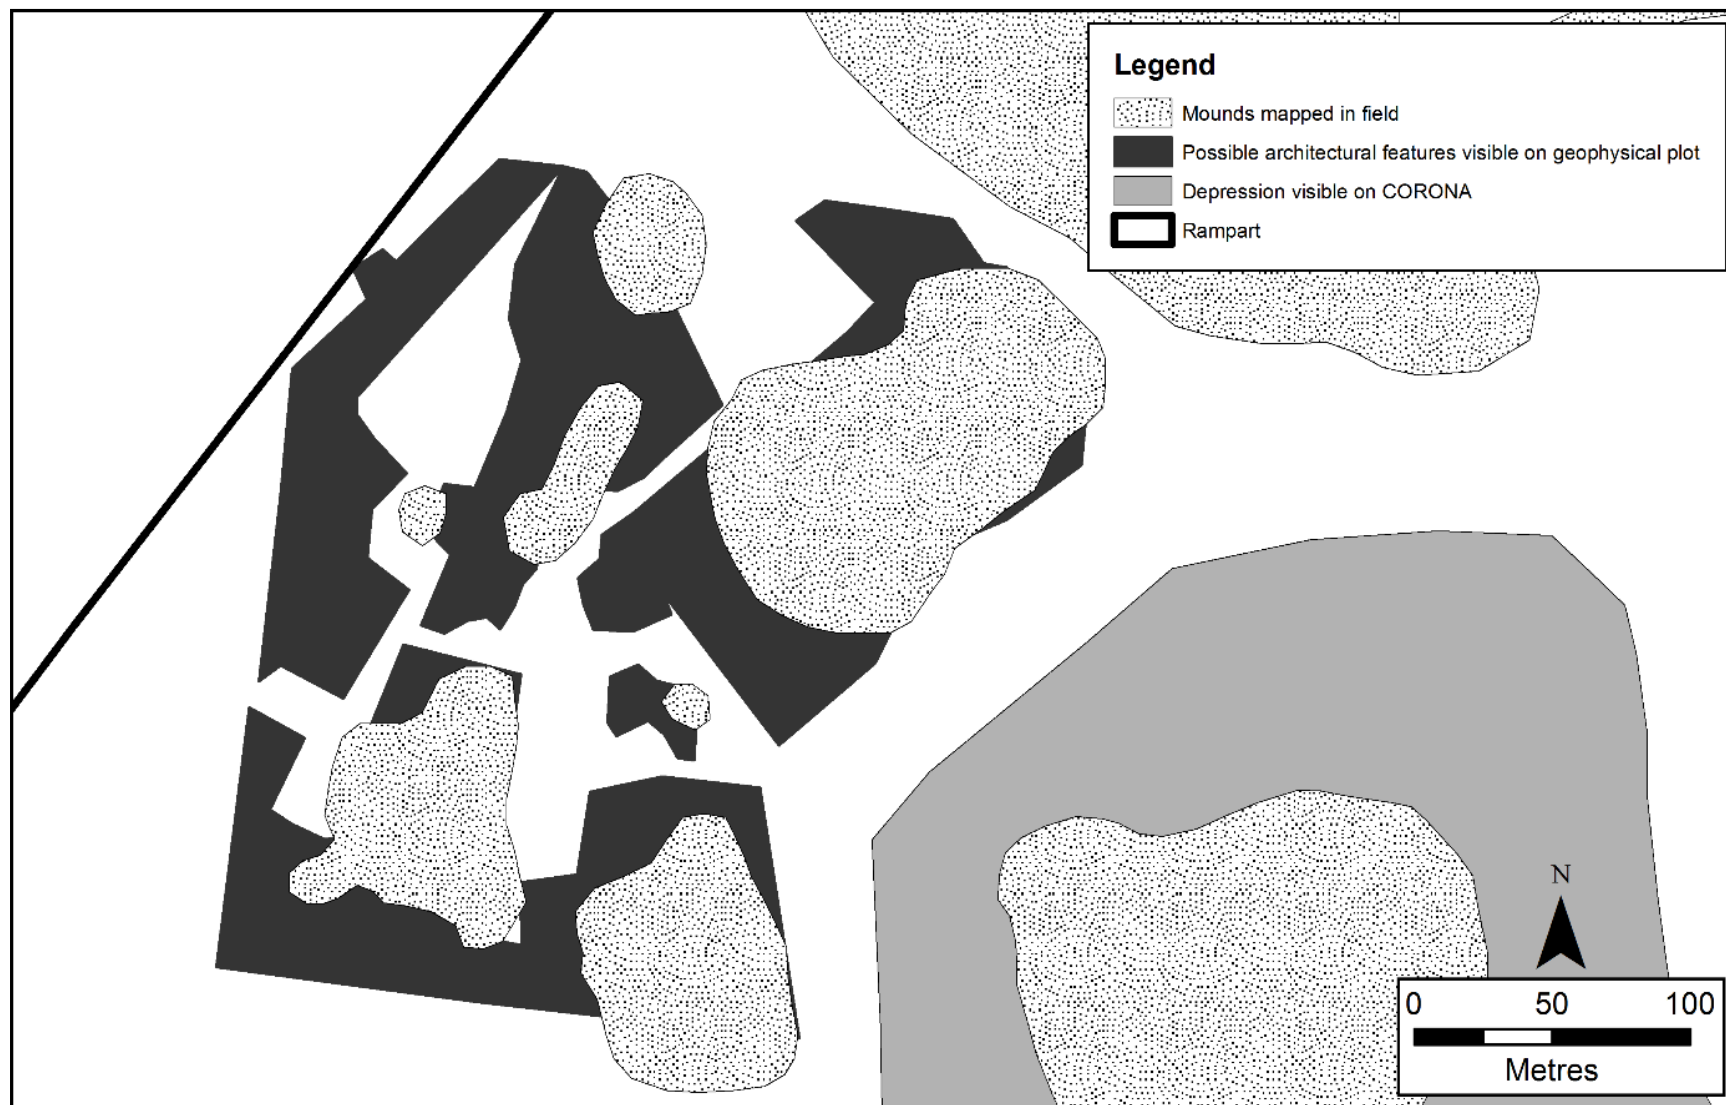 Legend
Mounds mapped in field
Possible architectural features visible on geophysical plot
Depression visible on CORONA
Rampart
N
0 50 100
Metres